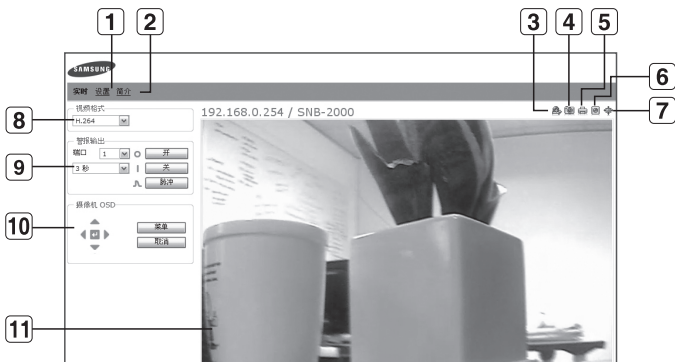 1 2 3 4 5
6
7
SAMSUNG
实时 设置 简介
8
视频格式
H.264
192.168.0.254 / SNB-2000
9
警报输出
端口 1 开
3 秒 关
脉冲
10
摄像机 OSD
菜单
取消
11